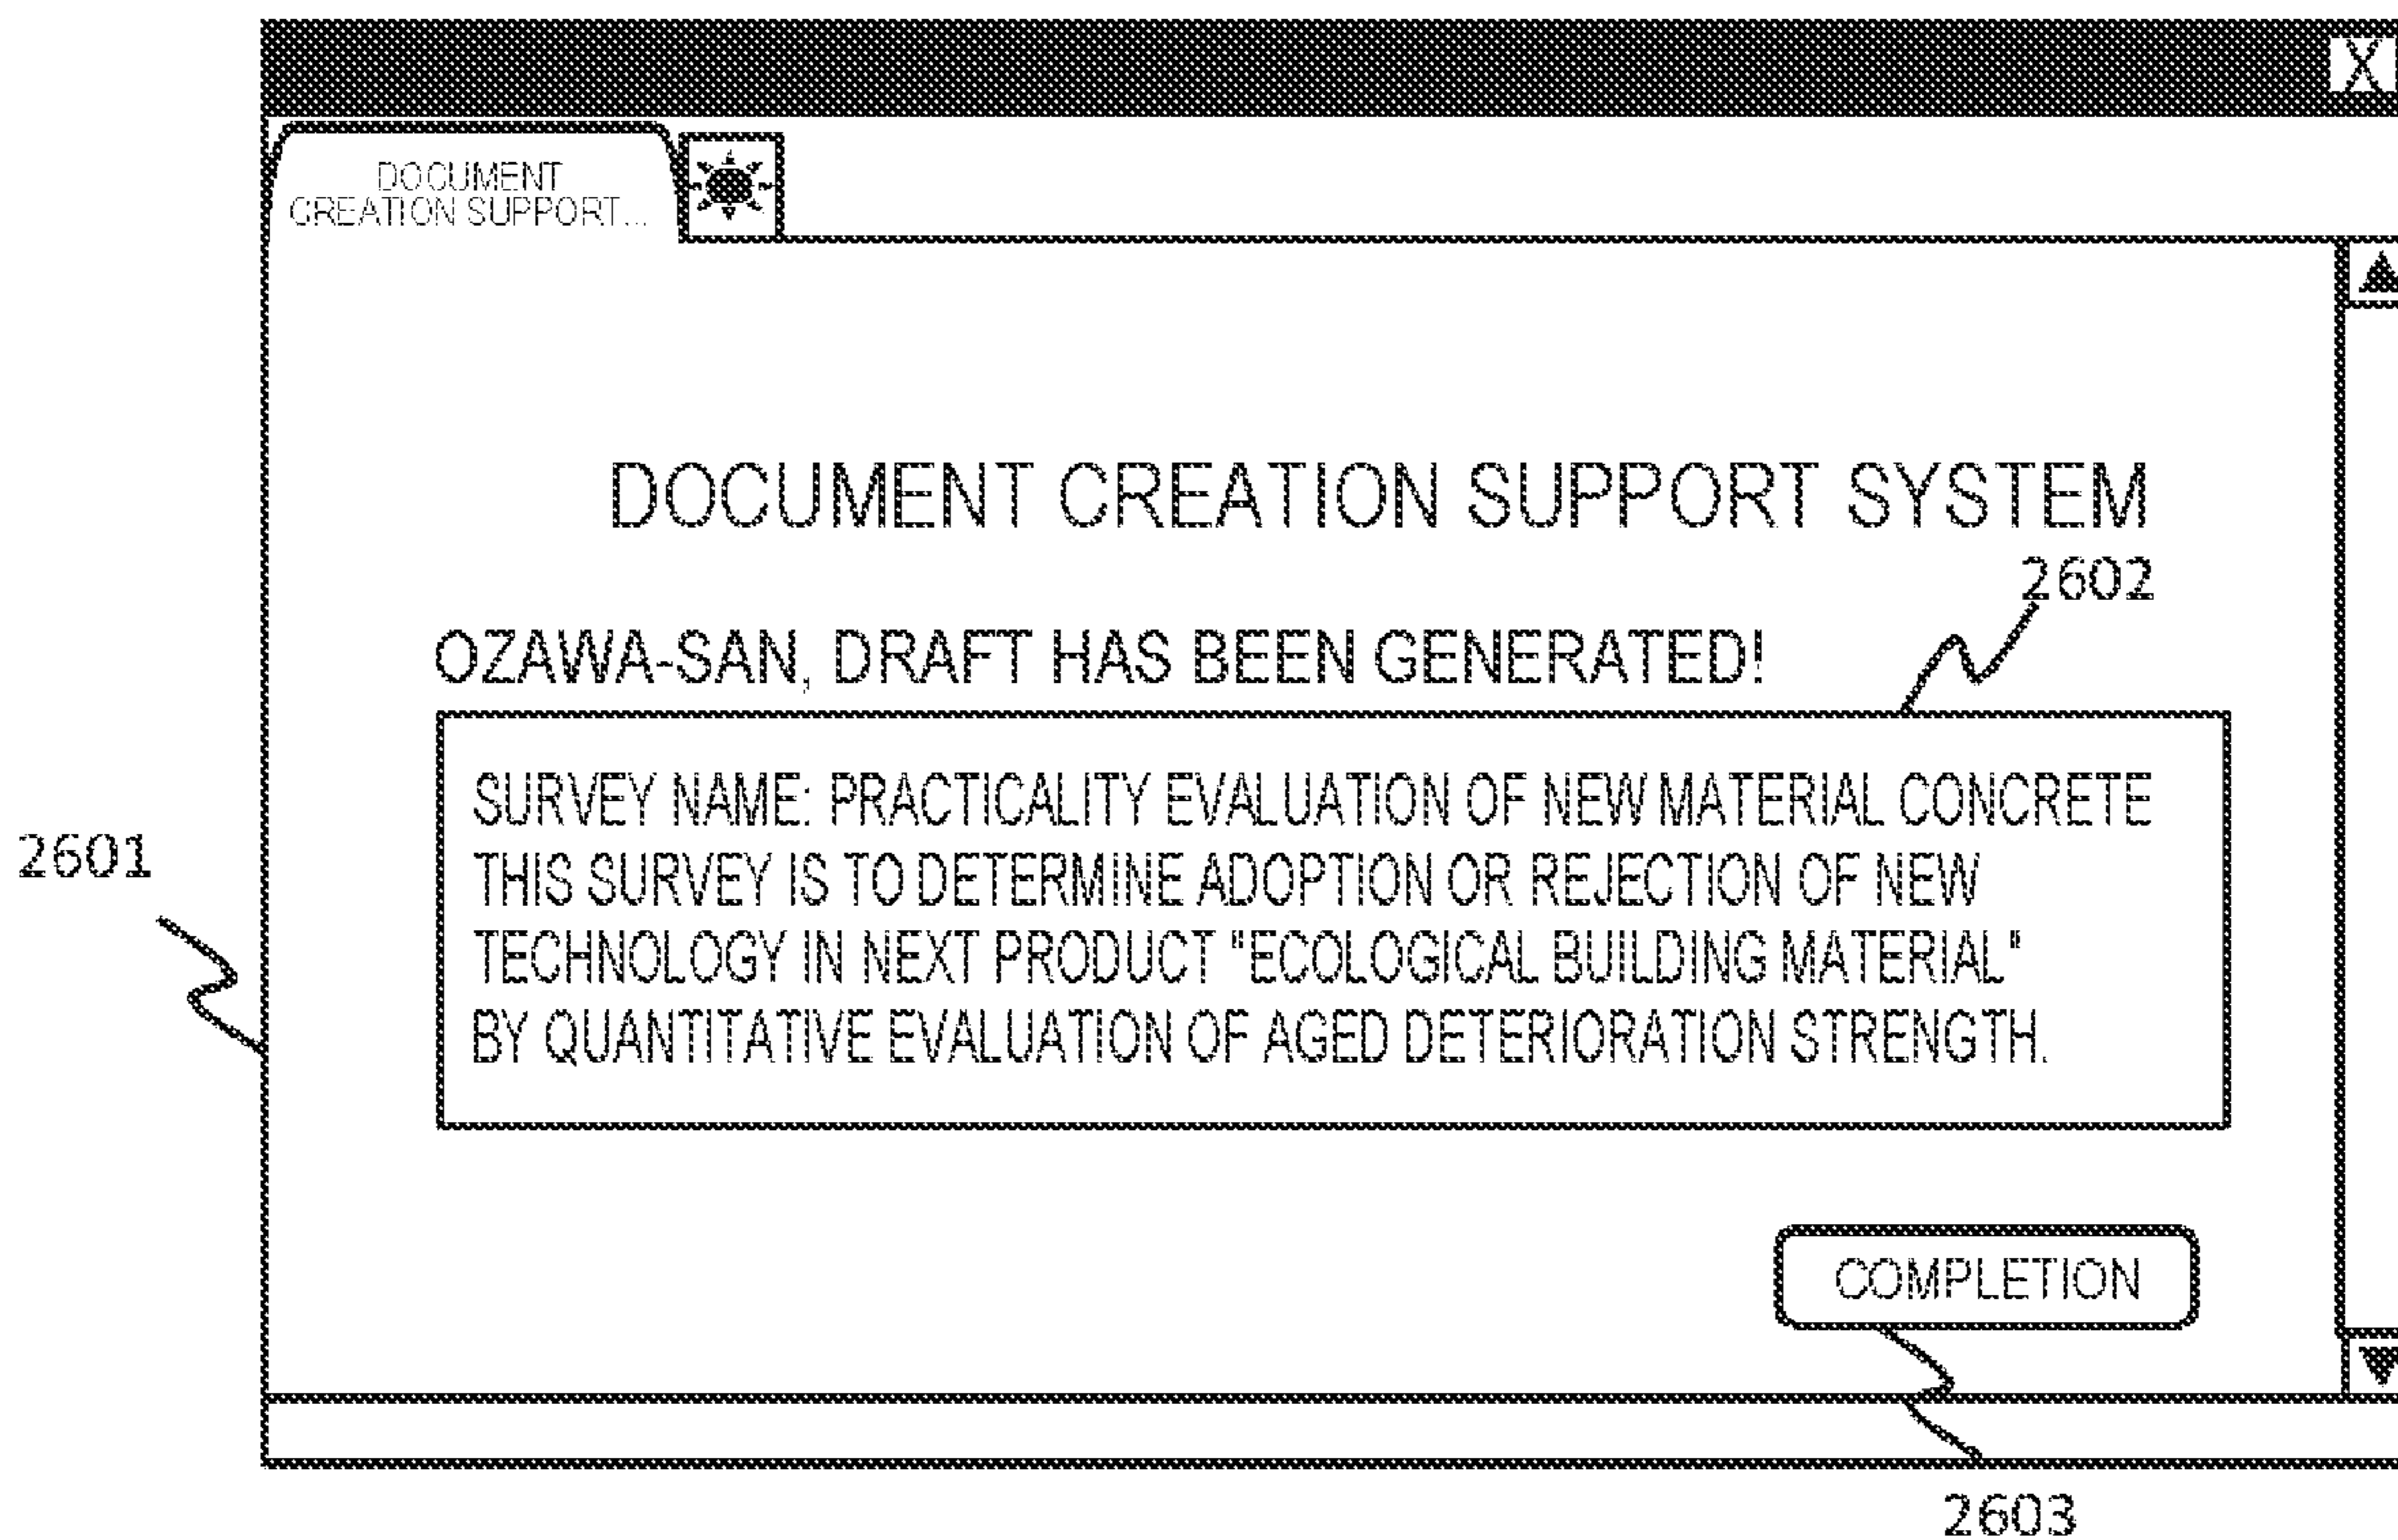 X
DOCUMENT
CREATION SUPPORT...
DOCUMENT CREATION SUPPORT SYSTEM
2602
OZAWA-SAN, DRAFT HAS BEEN GENERATED!
SURVEY NAME: PRACTICALITY EVALUATION OF NEW MATERIAL CONCRETE
2601
THIS SURVEY IS TO DETERMINE ADOPTION OR REJECTION OF NEW
TECHNOLOGY IN NEXT PRODUCT "ECOLOGICAL BUILDING MATERIAL"
BY QUANTITATIVE EVALUATION OF AGED DETERIORATION STRENGTH.
COMPLETION
2603